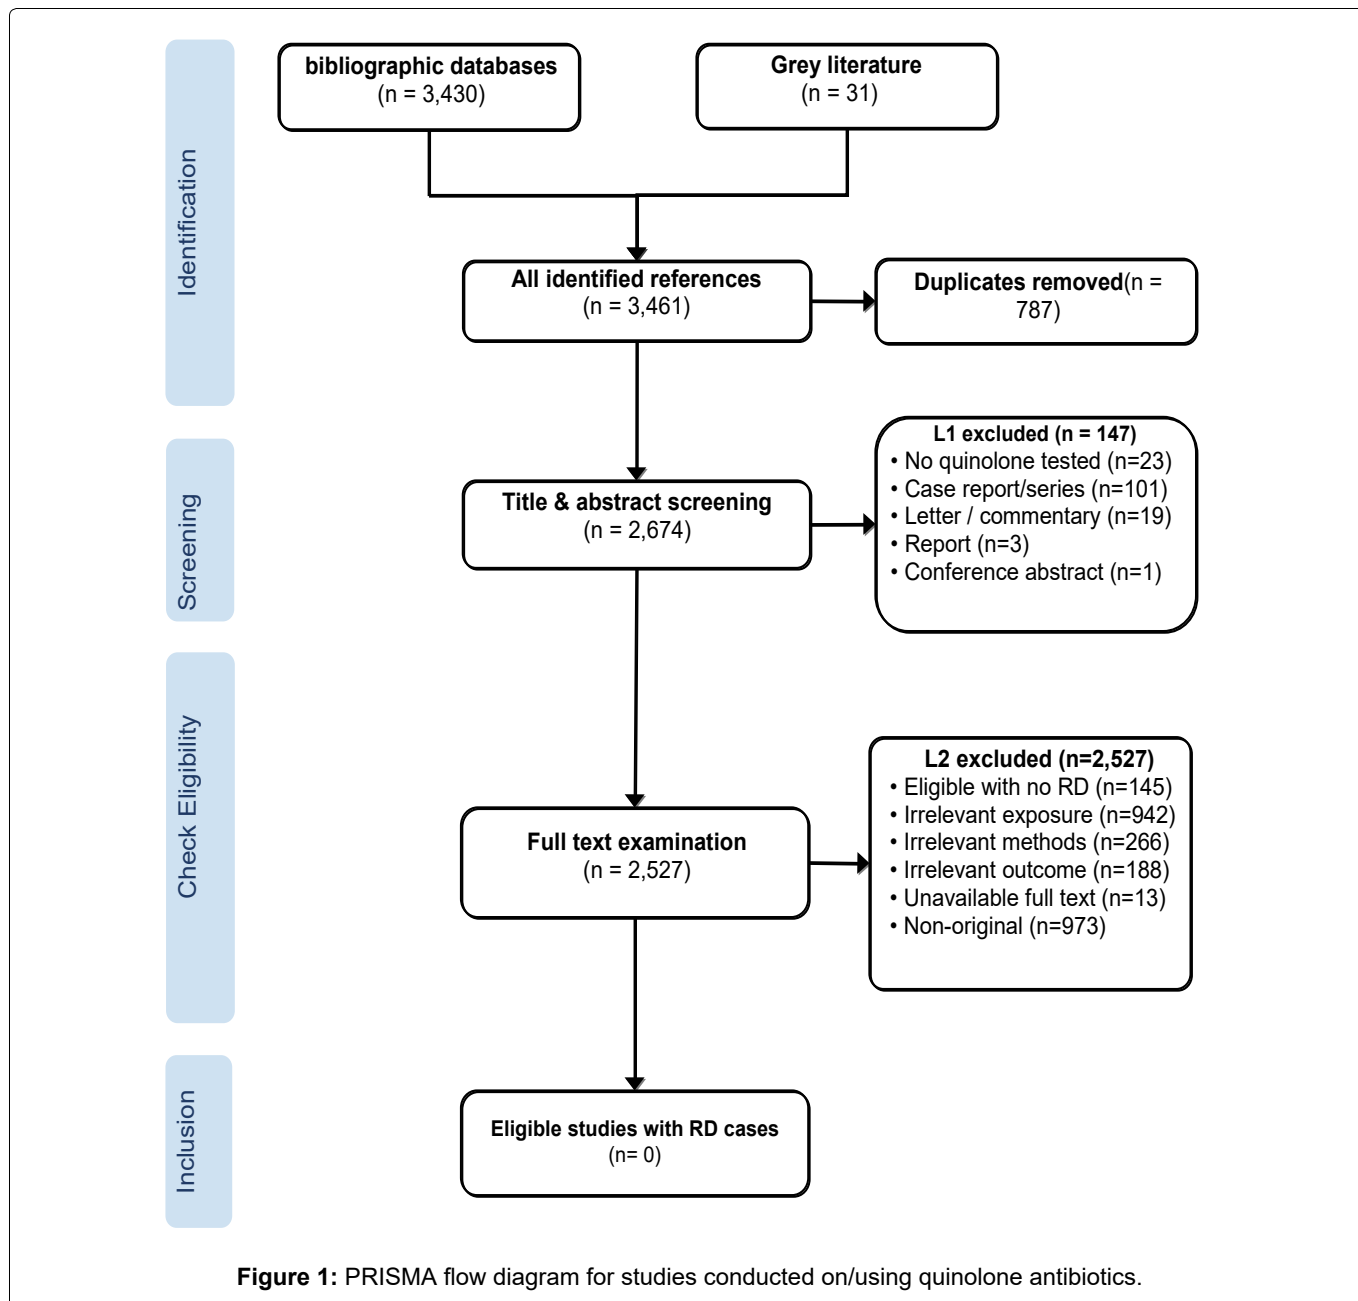 Identification
bibliographic databases
(n = 3,430)
Grey literature
(n = 31)
All identified references
(n = 3,461)
Duplicates removed(n =
787)
Screening
Title & abstract screening
(n = 2,674)
L1 excluded (n = 147)
• No quinolone tested (n=23)
• Case report/series (n=101)
• Letter / commentary (n=19)
• Report (n=3)
• Conference abstract (n=1)
Check Eligibility
Full text examination
(n = 2,527)
L2 excluded (n=2,527)
• Eligible with no RD (n=145)
• Irrelevant exposure (n=942)
• Irrelevant methods (n=266)
• Irrelevant outcome (n=188)
• Unavailable full text (n=13)
• Non-original (n=973)
Inclusion
Eligible studies with RD cases
(n= 0)
Figure 1: PRISMA flow diagram for studies conducted on/using quinolone antibiotics.